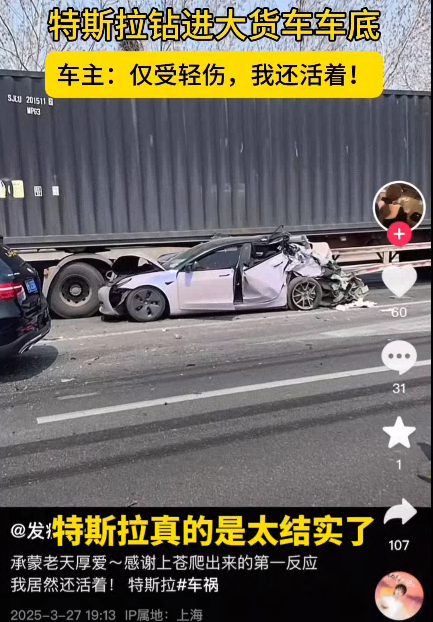 特斯拉钻进大货车车底
车主：仅受轻伤，我还活着！
SJLU 201511
60
31
1
107
@发
特斯拉真的是太结实了
承蒙老天厚爱～感谢上苍爬出来的第一反应
我居然还活着！ 特斯拉#车祸
2025-3-27 19:13 IP属地：上海